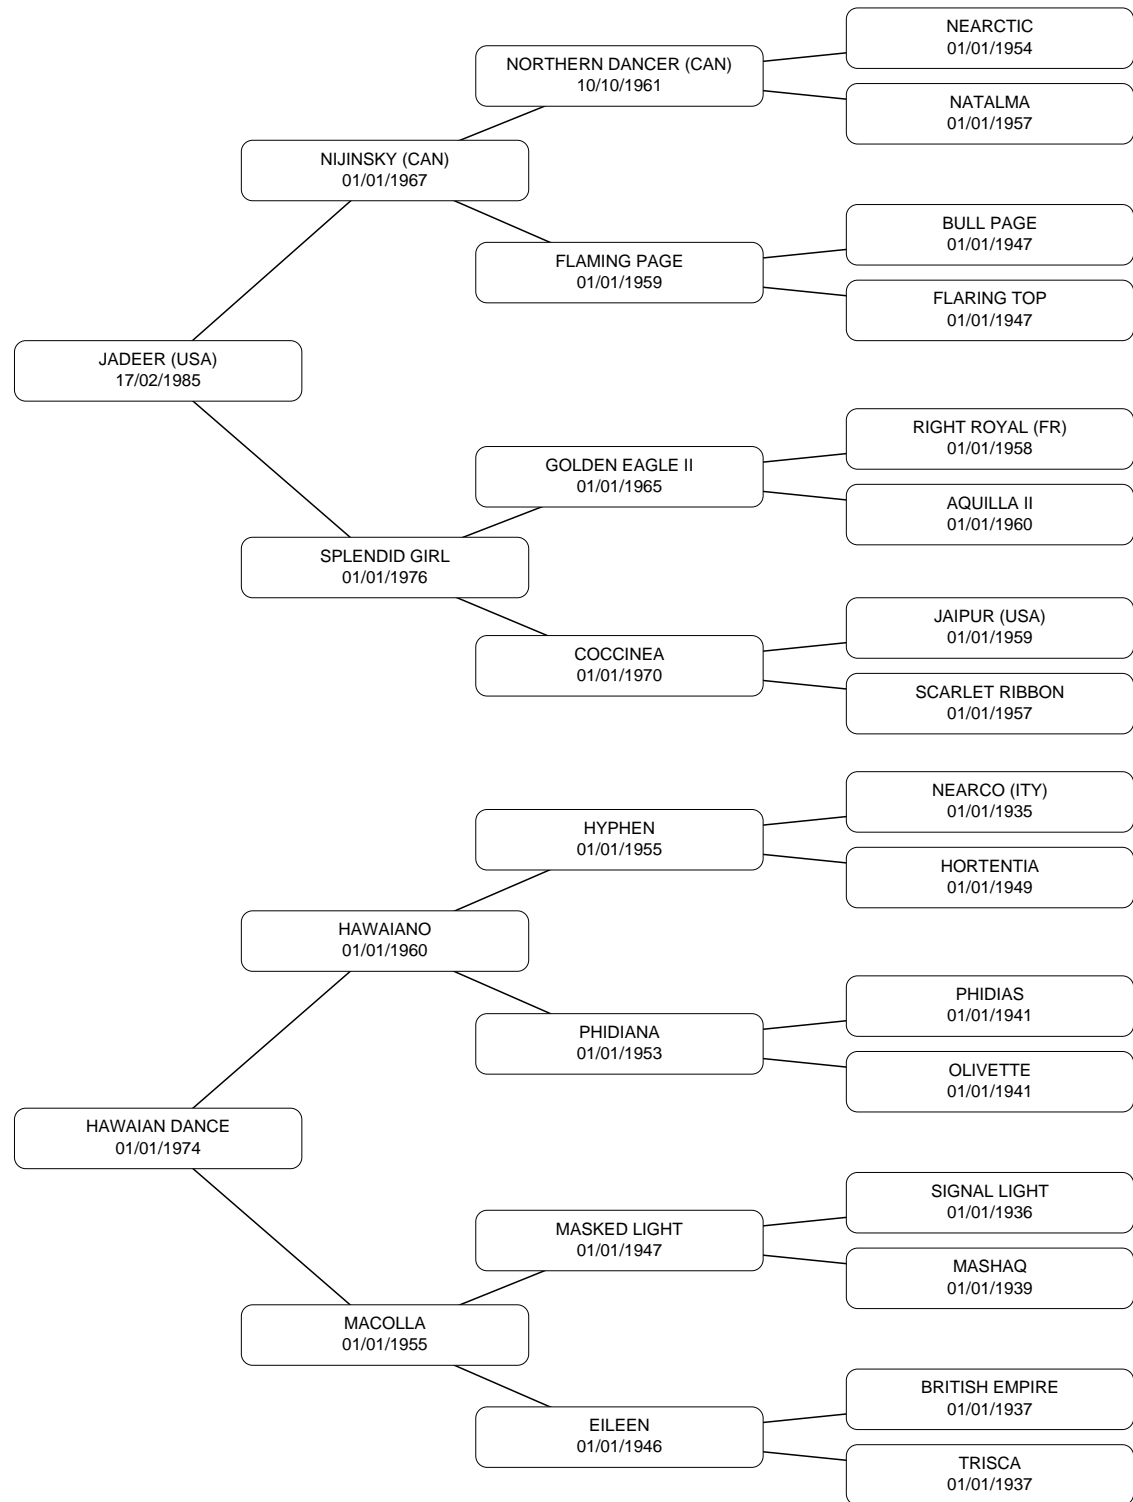 NEARCTIC
01/01/1954
NORTHERN DANCER (CAN)
10/10/1961
NATALMA
01/01/1957
NIJINSKY (CAN)
01/01/1967
BULL PAGE
01/01/1947
FLAMING PAGE
01/01/1959
FLARING TOP
01/01/1947
JADEER (USA)
17/02/1985
RIGHT ROYAL (FR)
01/01/1958
GOLDEN EAGLE II
01/01/1965
AQUILLA II
01/01/1960
SPLENDID GIRL
01/01/1976
JAIPUR (USA)
01/01/1959
COCCINEA
01/01/1970
SCARLET RIBBON
01/01/1957
NEARCO (ITY)
01/01/1935
HYPHEN
01/01/1955
HORTENTIA
01/01/1949
HAWAIANO
01/01/1960
PHIDIAS
01/01/1941
PHIDIANA
01/01/1953
OLIVETTE
01/01/1941
HAWAIAN DANCE
01/01/1974
SIGNAL LIGHT
01/01/1936
MASKED LIGHT
01/01/1947
MASHAQ
01/01/1939
MACOLLA
01/01/1955
BRITISH EMPIRE
01/01/1937
EILEEN
01/01/1946
TRISCA
01/01/1937